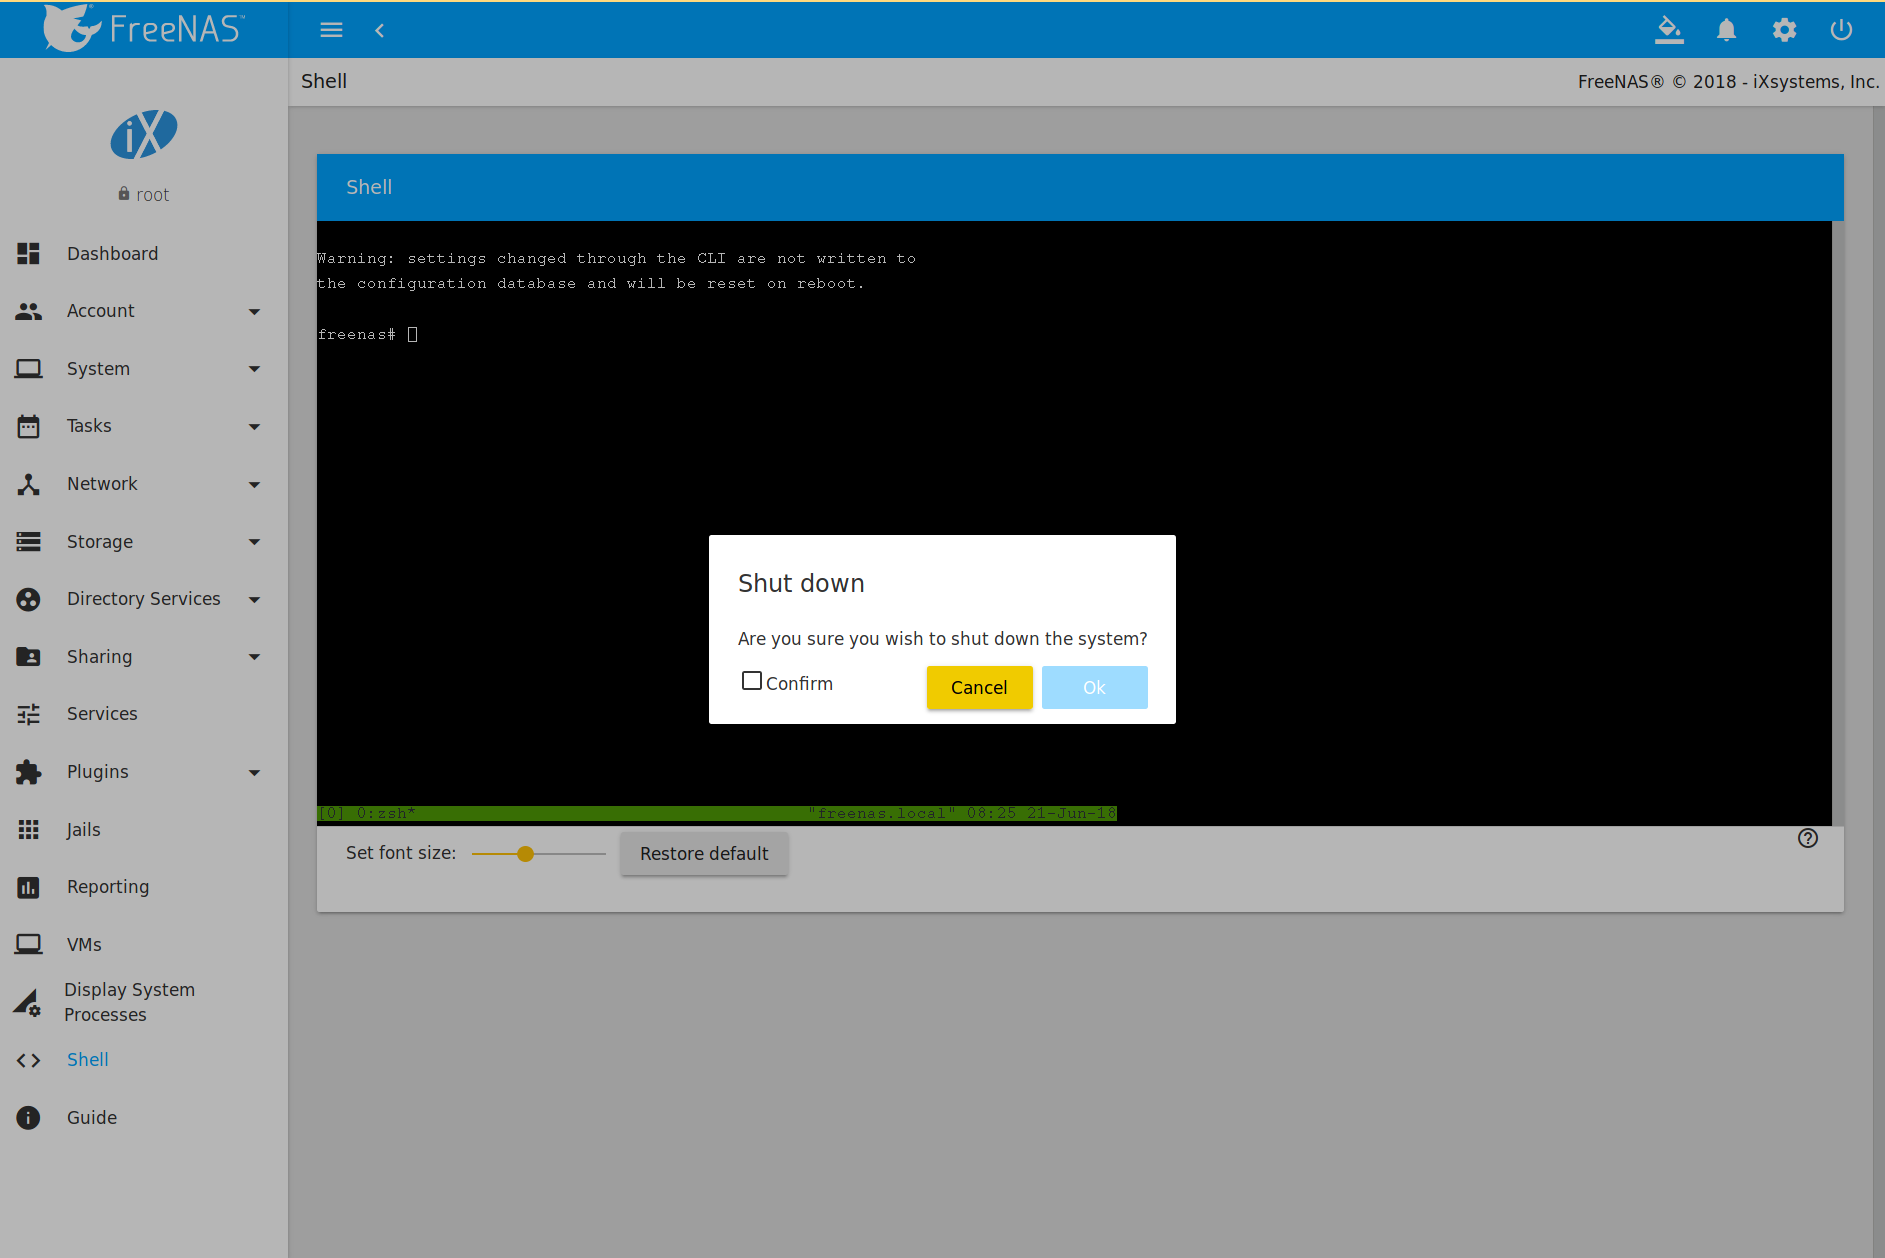 FreeNAS™
Shell
FreeNAS® © 2018 - iXsystems, Inc.
iX
root
Dashboard
Account
System
Tasks
Network
Storage
Directory Services
Sharing
Services
Plugins
Jails
Reporting
VMs
Display System
Processes
Shell
Guide
Shell
Warning: settings changed through the CLI are not written to
the configuration database and will be reset on reboot.
freenas#
Shut down
Are you sure you wish to shut down the system?
Confirm
Cancel
Ok
[0] 0:zsh* "freenas.local" 08:25 21-Jun-18
Set font size:
Restore default